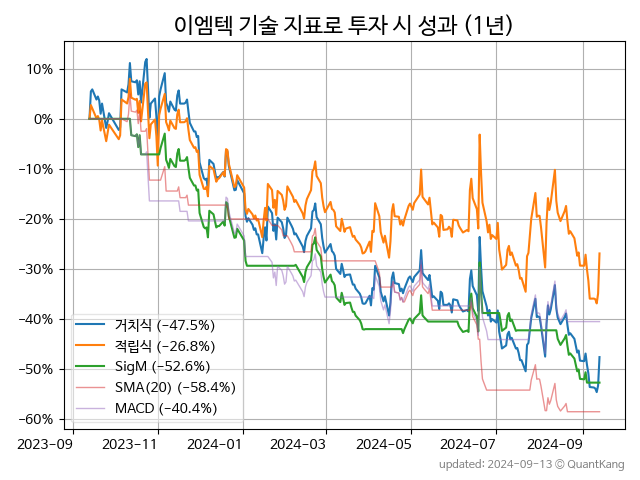 이엠텍 기술 지표로 투자 시 성과 (1년)
10%
0%
−10%
−20%
−30%
−40%
−50%
−60%
거치식 (−47.5%)
적립식 (−26.8%)
SigM (−52.6%)
SMA(20) (−58.4%)
MACD (−40.4%)
2023-09
2023-11
2024-01
2024-03
2024-05
2024-07
2024-09
updated: 2024-09-13 © QuantKang